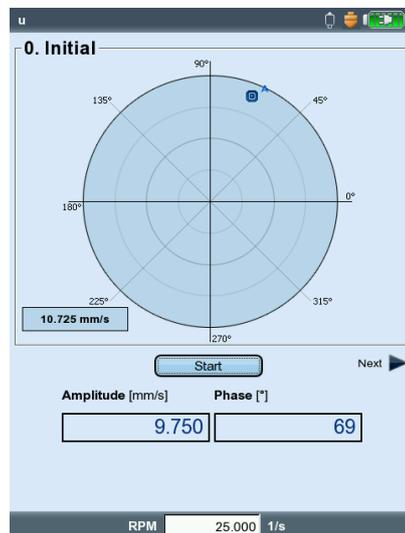 u
0. Initial
90°
135°
45°
A
180°
0°
225°
315°
10.725 mm/s
270°
Start
Next
Amplitude [mm/s] Phase [°]
9.750 69
RPM 25.000 1/s